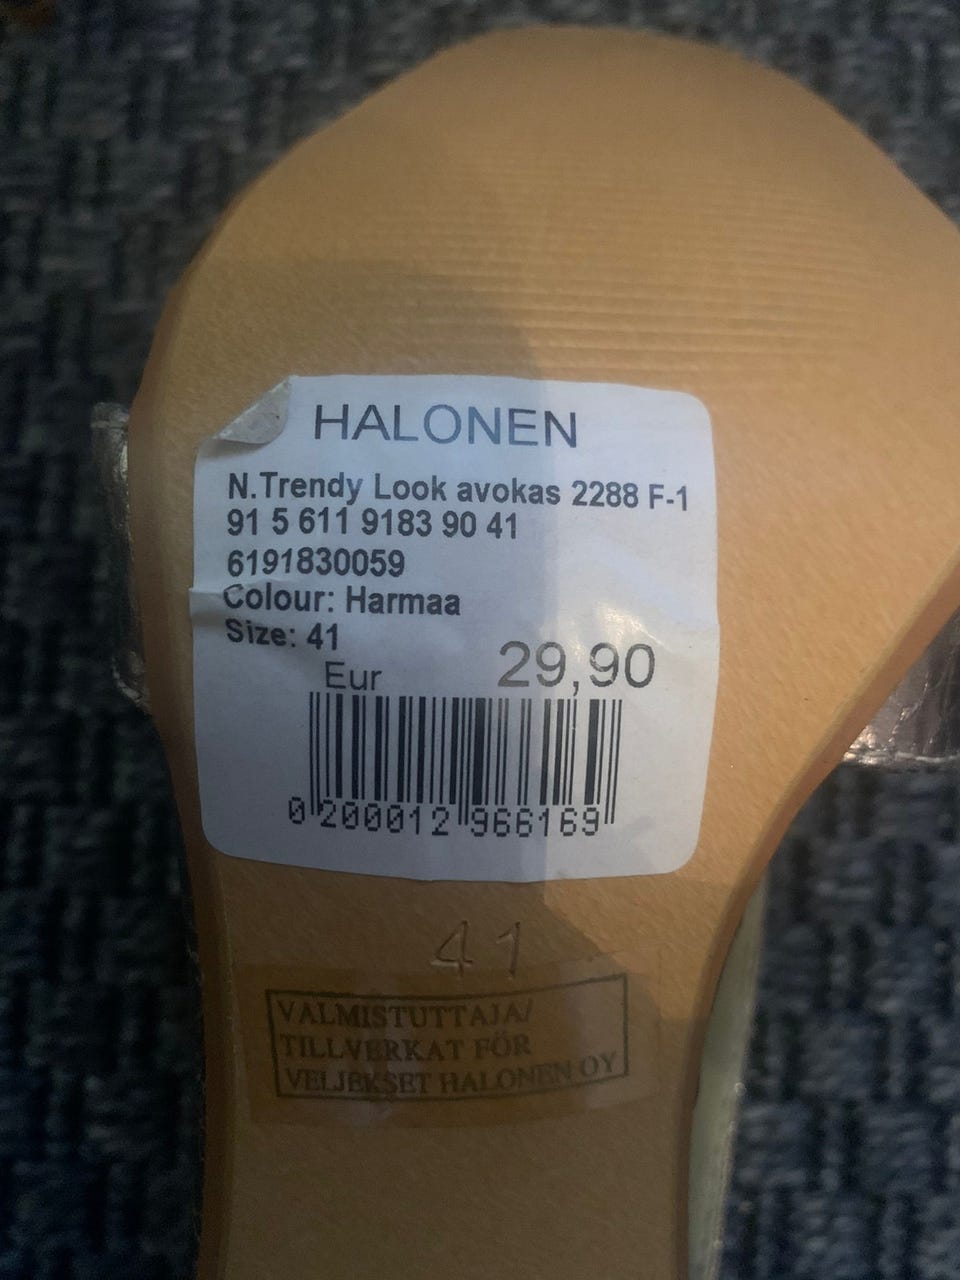 HALONEN
N.Trendy Look avokas 2288 F-1
91 5 611 9183 90 41
6191830059
Colour: Harmaa
Size: 41
Eur 29,90
0 200012 966169
41
VALMISTUTTAJA/
TILLVERKAT FÖR
VELJEKSET HALONEN OY